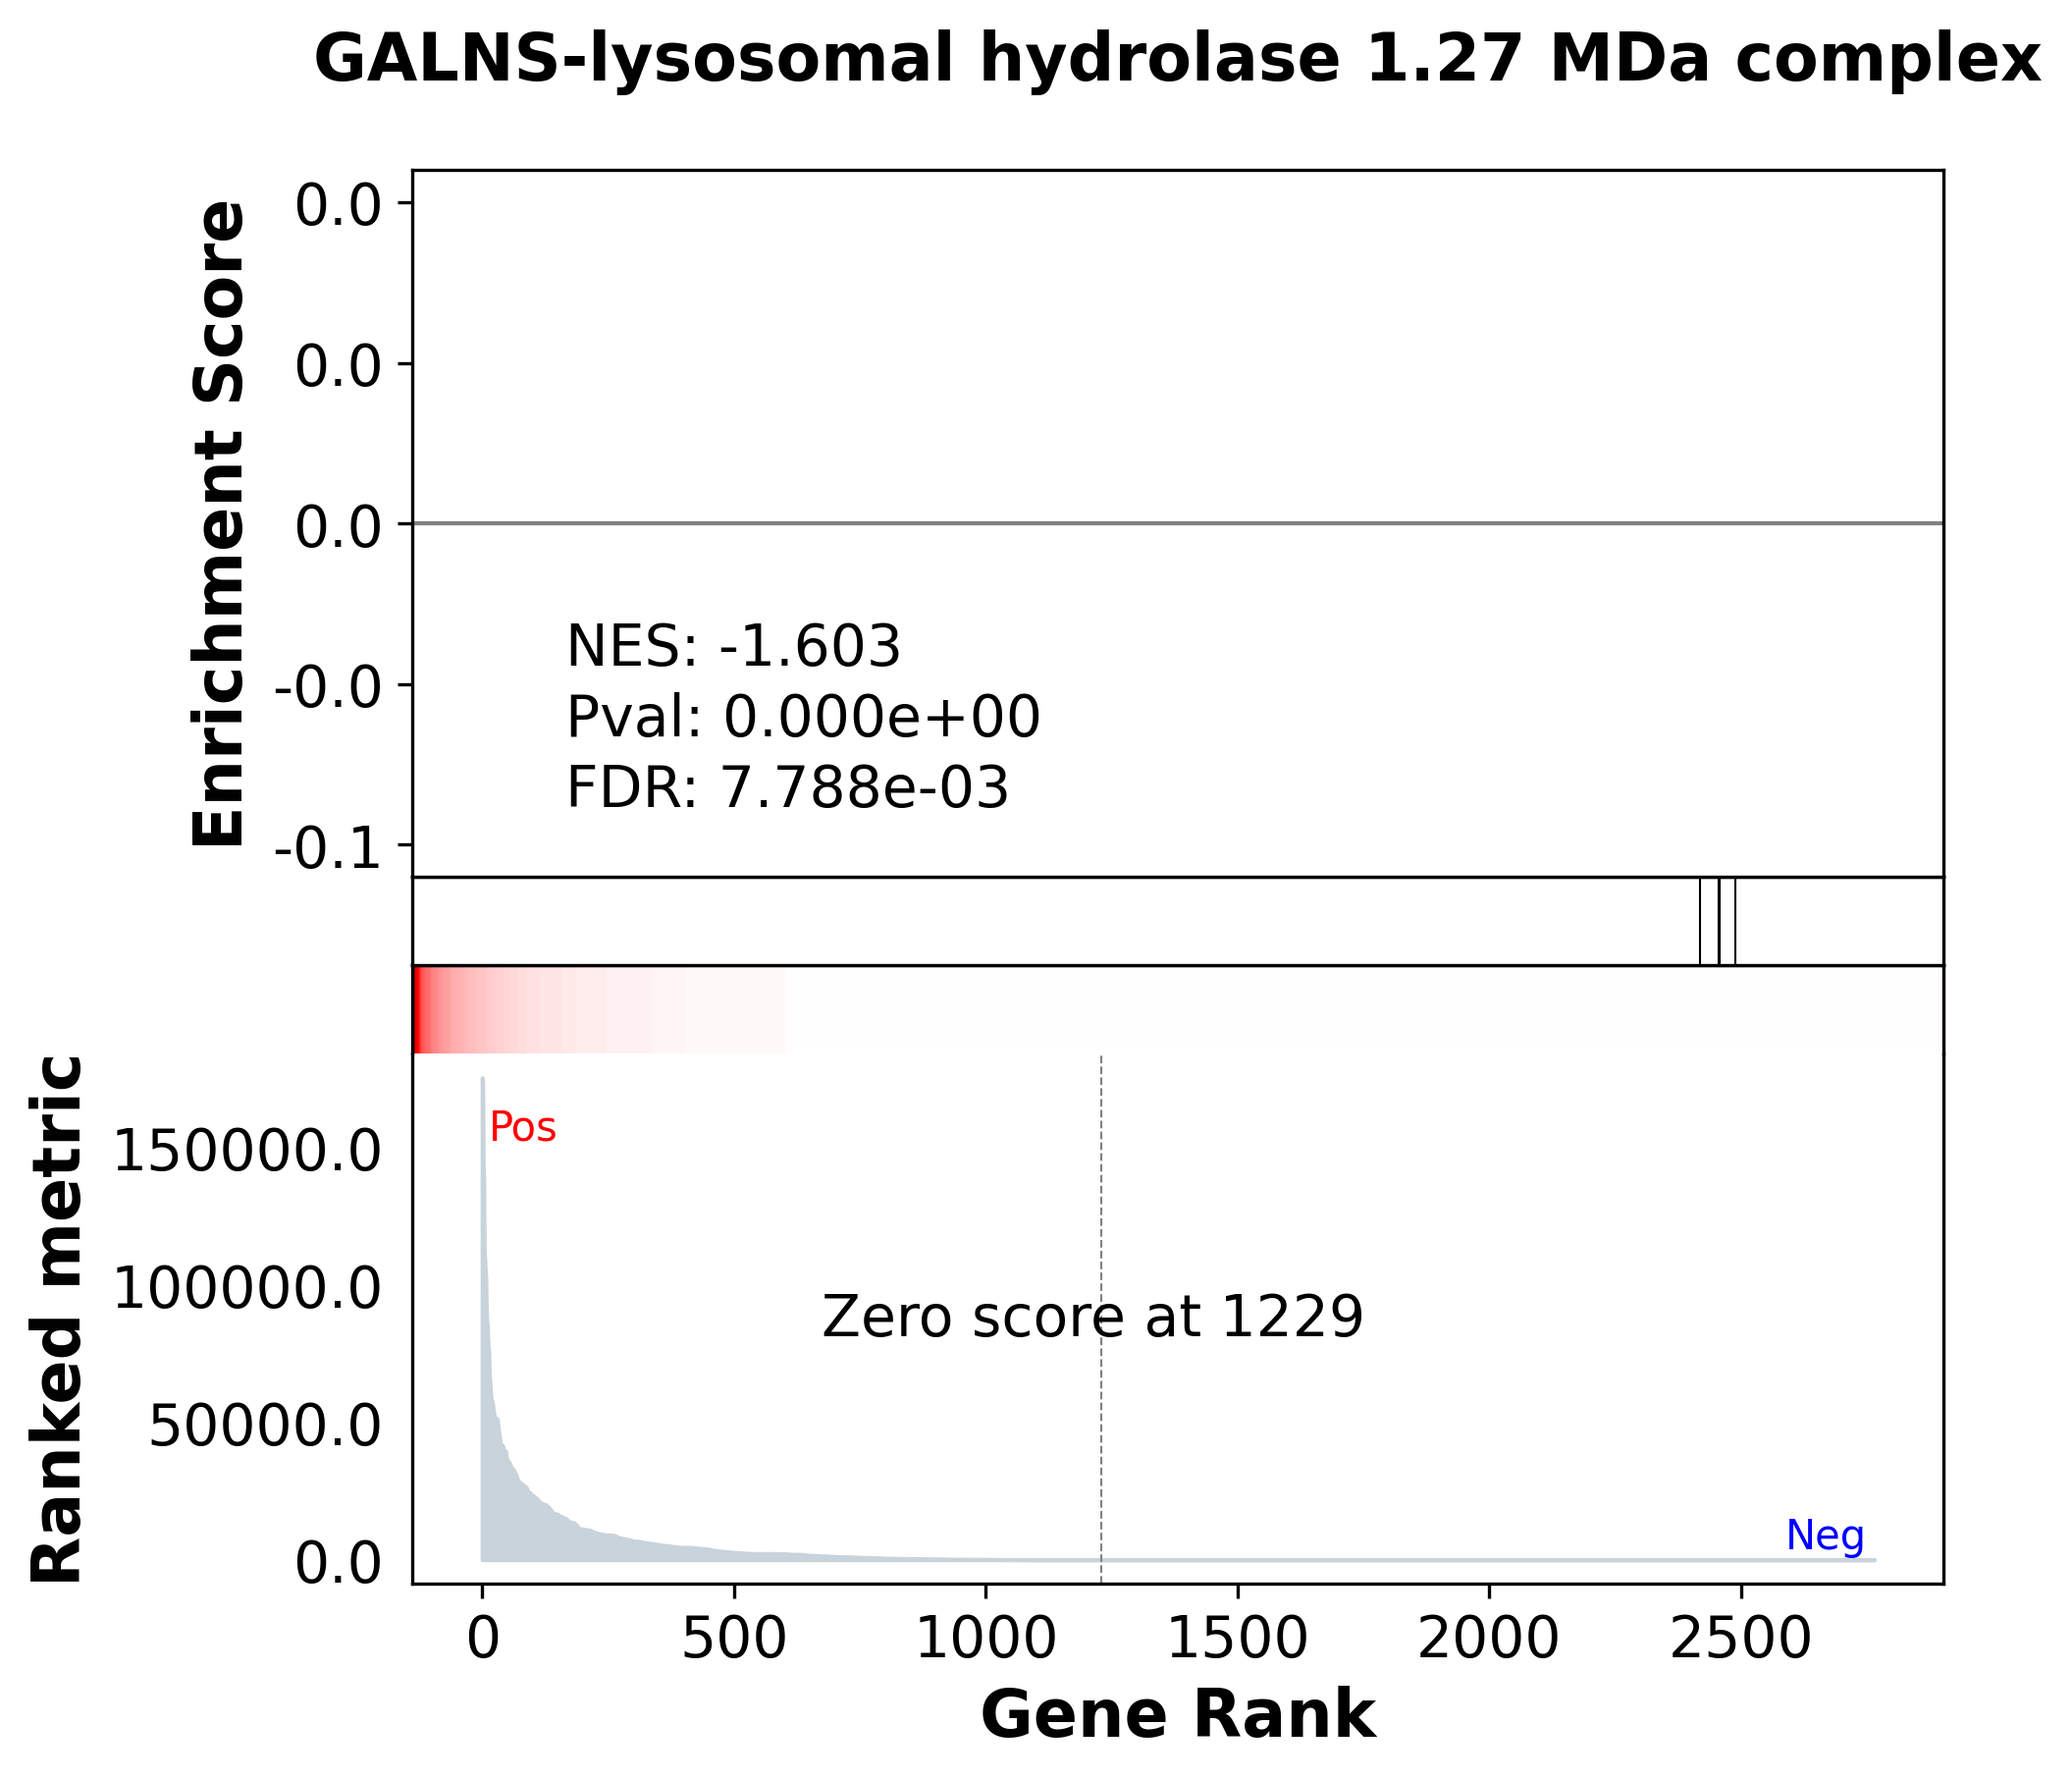 GALNS-lysosomal hydrolase 1.27 MDa complex
Enrichment Score
0.0
0.0
0.0
-0.0
-0.1
NES: -1.603
Pval: 0.000e+00
FDR: 7.788e-03
Ranked metric
150000.0
100000.0
50000.0
0.0
Pos
Zero score at 1229
Neg
0 500 1000 1500 2000 2500
Gene Rank